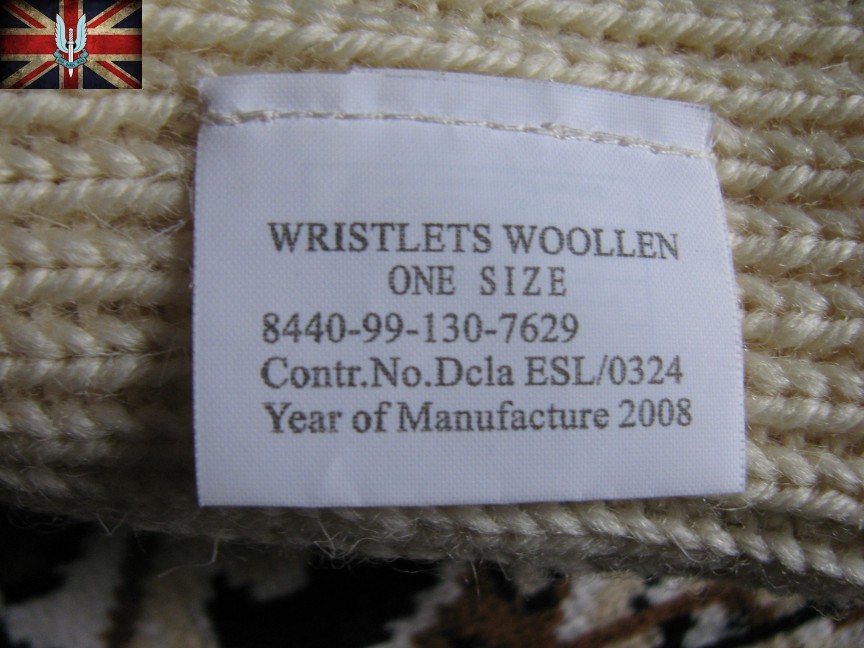 WRISTLETS WOOLLEN
ONE SIZE
8440-99-130-7629
Contr.No.Dcla ESL/0324
Year of Manufacture 2008